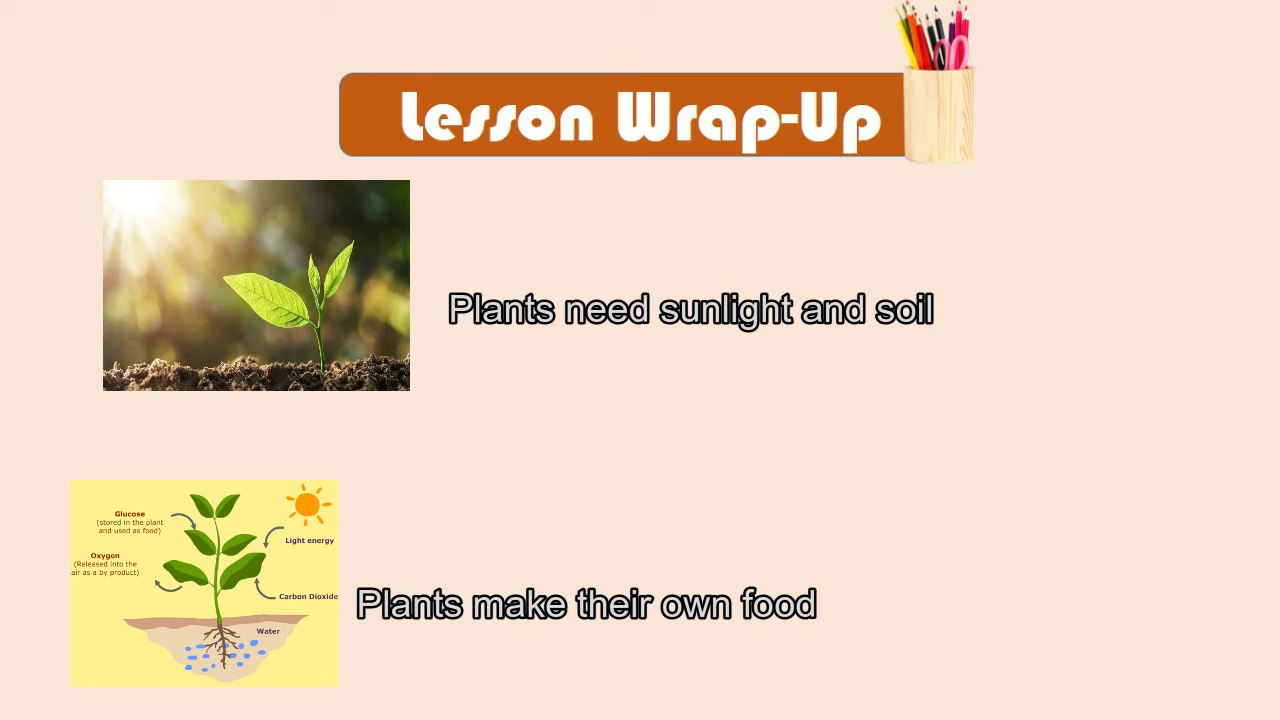 Lesson Wrap-Up
Plants need sunlight and soil
Glucose
(stored in the plant
and used as food)
Light energy
Oxygen
(Released into the
air as a by product)
Carbon Dioxide
Plants make their own food
Water